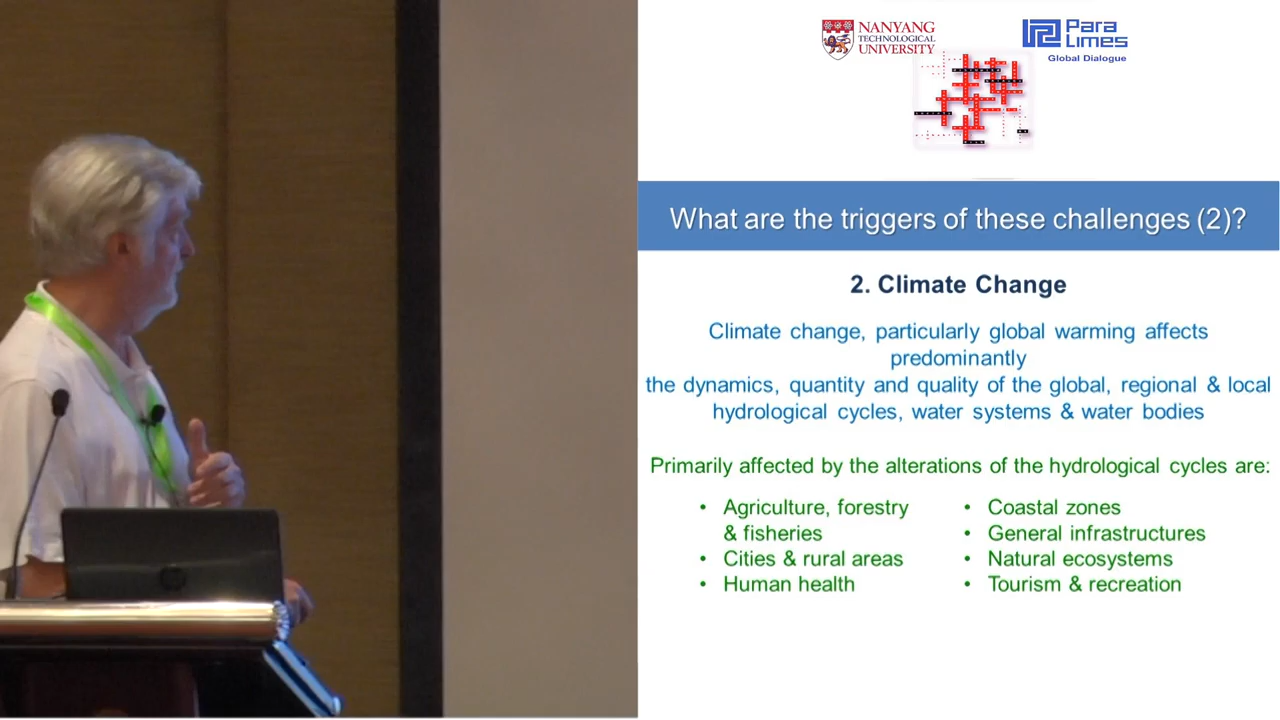 NANYANG
TECHNOLOGICAL
UNIVERSITY
Para
Limes
Global Dialogue
What are the triggers of these challenges (2)?
2. Climate Change
Climate change, particularly global warming affects
predominantly
the dynamics, quantity and quality of the global, regional & local
hydrological cycles, water systems & water bodies
Primarily affected by the alterations of the hydrological cycles are:
• Agriculture, forestry
& fisheries
• Cities & rural areas
• Human health
• Coastal zones
• General infrastructures
• Natural ecosystems
• Tourism & recreation